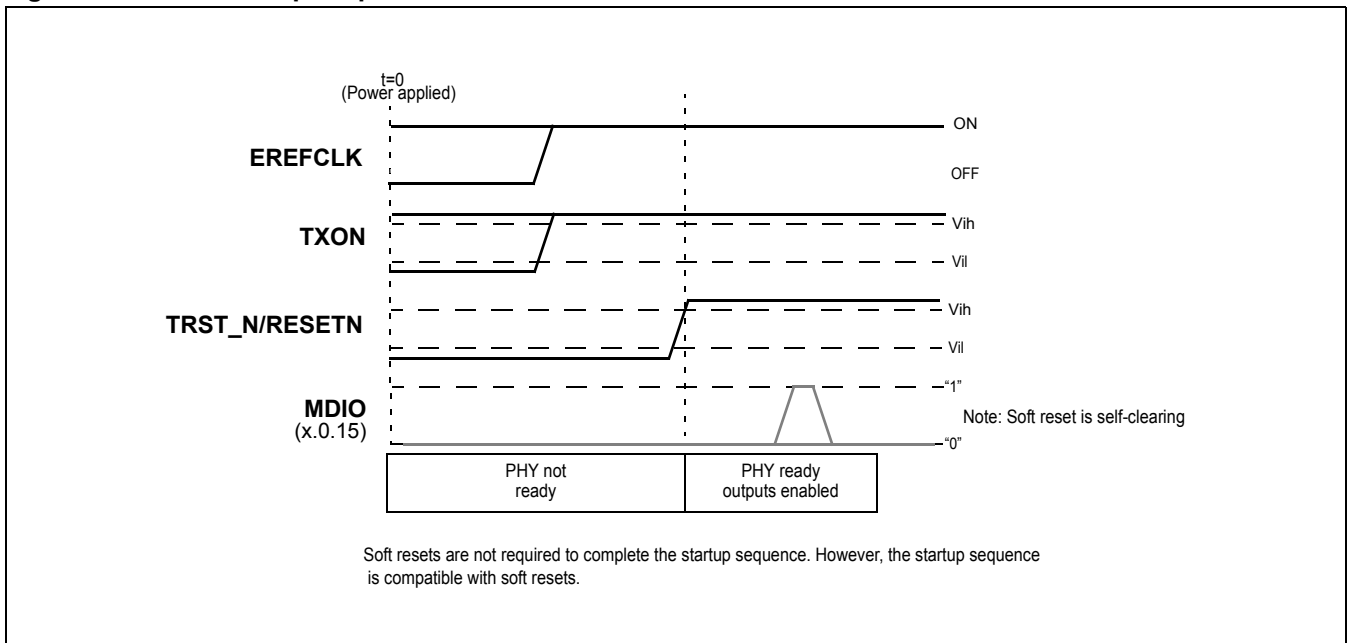 t=0
(Power applied)
EREFCLK
ON
OFF
TXON
Vih
Vil
TRST_N/RESETN
Vih
Vil
MDIO
(x.0.15)
“1”
Note: Soft reset is self-clearing
“0”
PHY not
ready
PHY ready
outputs enabled
Soft resets are not required to complete the startup sequence. However, the startup sequence
is compatible with soft resets.